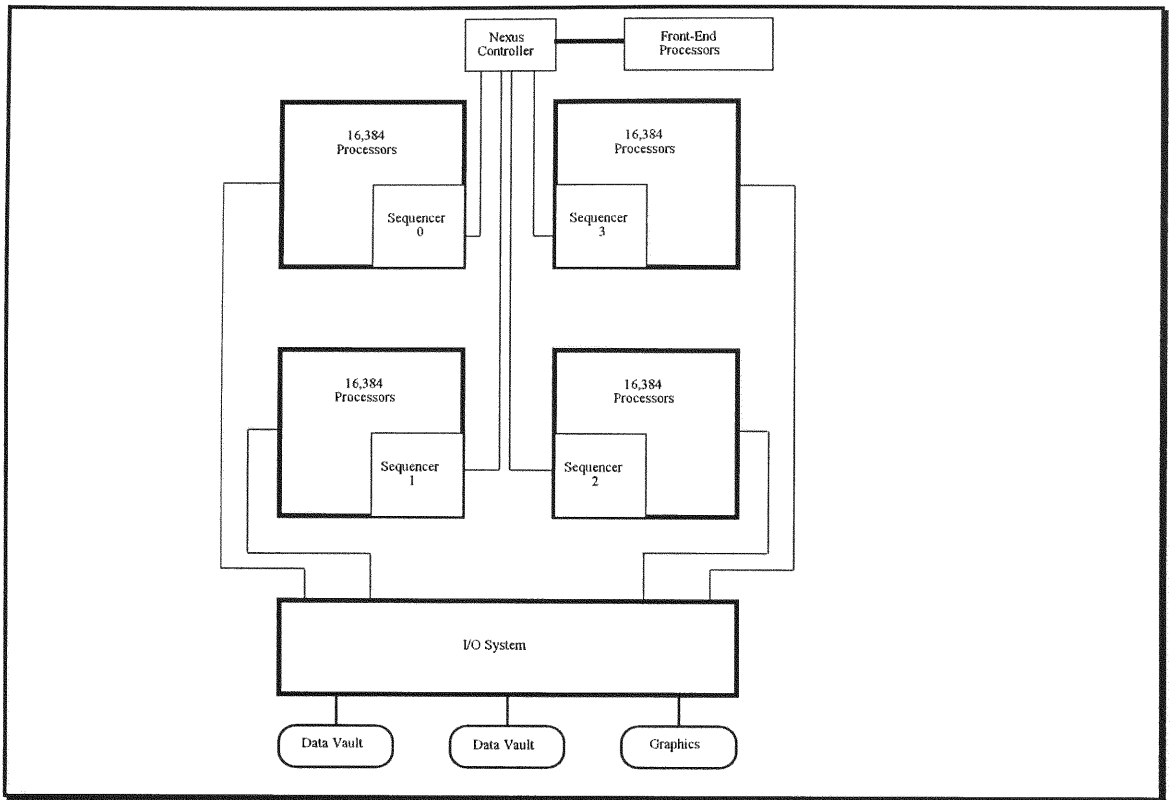 Nexus
Controller
Front-End
Processors
16,384
Processors
Sequencer
0
16,384
Processors
Sequencer
3
16,384
Processors
Sequencer
1
16,384
Processors
Sequencer
2
I/O System
Data Vault
Data Vault
Graphics